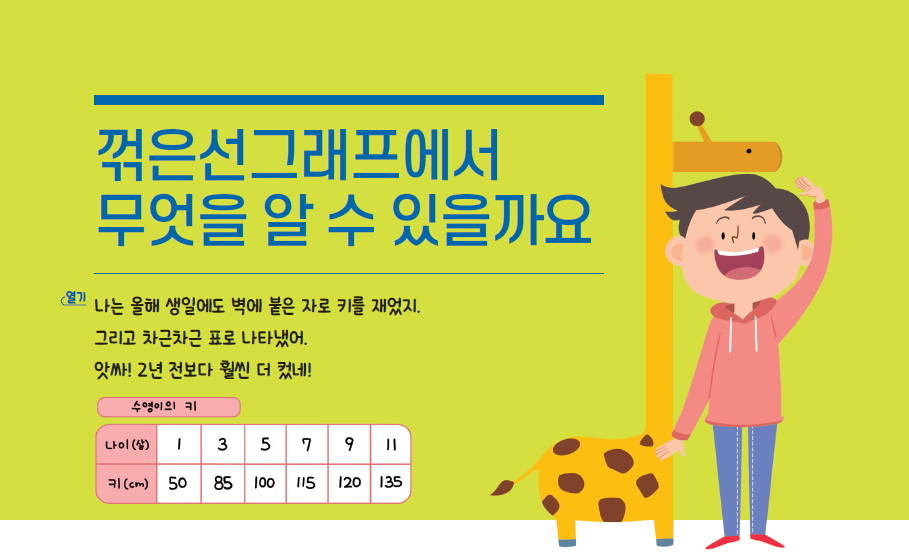 꺾은선그래프에서
무엇을 알 수 있을까요
열기
나는 올해 생일에도 벽에 붙은 자로 키를 재었지.
그리고 차근차근 표로 나타냈어.
앗싸! 2년 전보다 훨씬 더 컸네!
수영이의 키
나이(살) 1 3 5 7 9 11
키(cm) 50 85 100 115 120 135